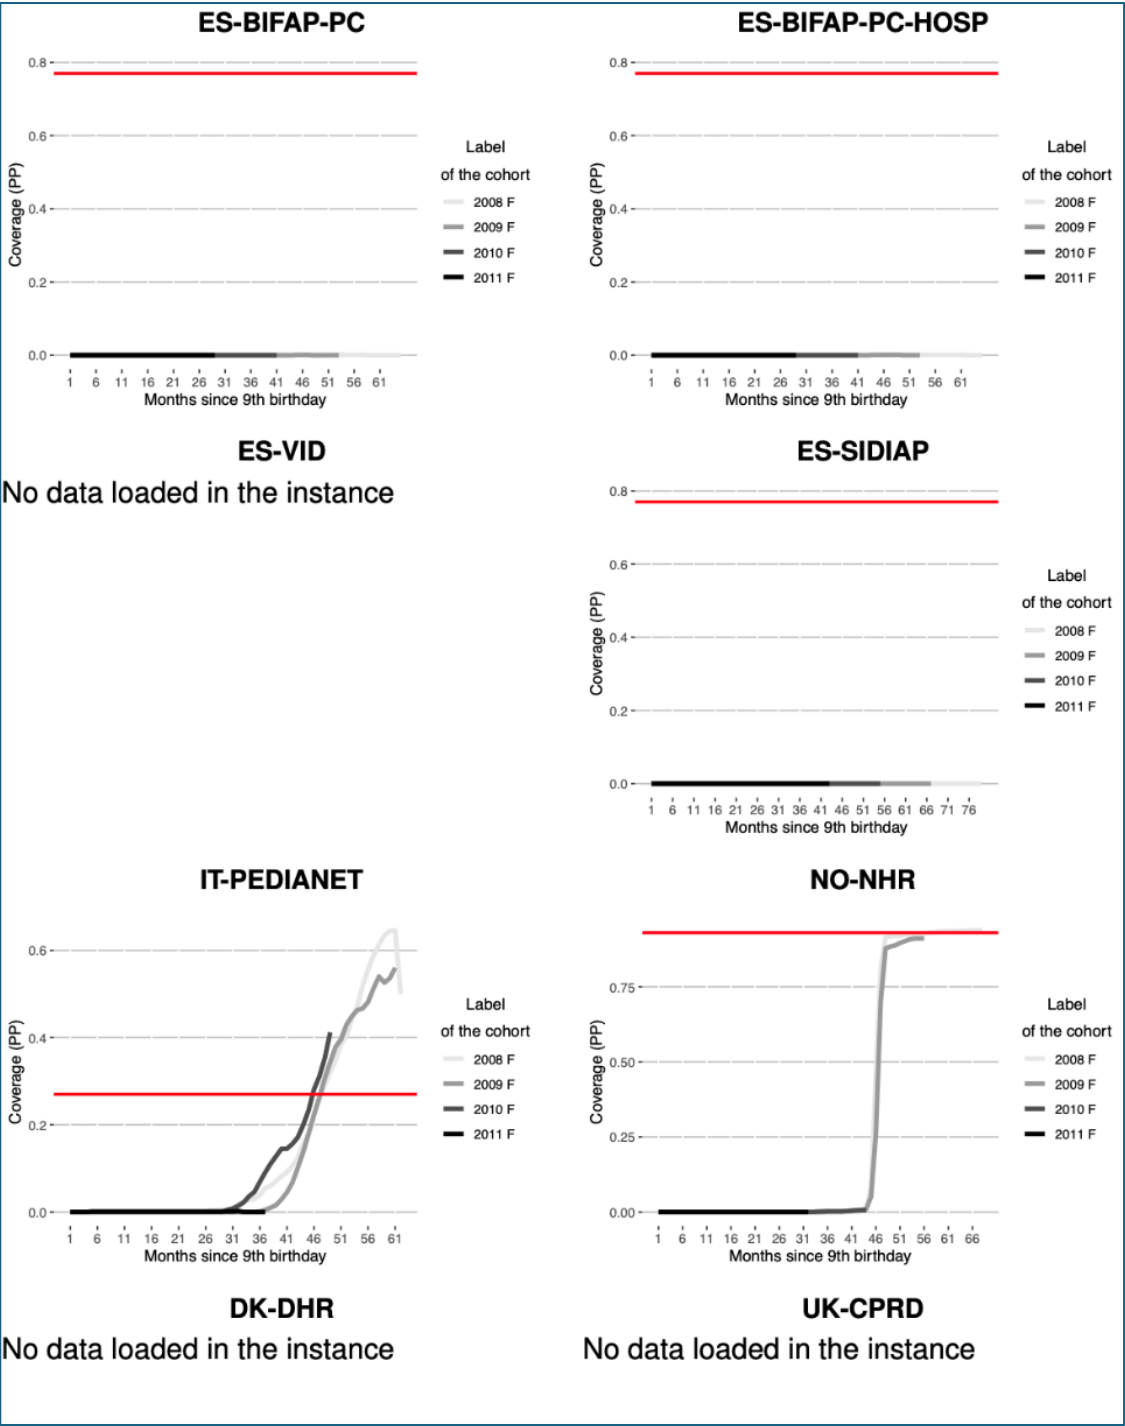 ES-BIFAP-PC
0.8
0.6
0.4
0.2
0.0
Coverage (PP)
1 6 11 16 21 26 31 36 41 46 51 56 61
Months since 9th birthday
Label
of the cohort
2008 F
2009 F
2010 F
2011 F
ES-BIFAP-PC-HOSP
0.8
0.6
0.4
0.2
0.0
Coverage (PP)
1 6 11 16 21 26 31 36 41 46 51 56 61
Months since 9th birthday
Label
of the cohort
2008 F
2009 F
2010 F
2011 F
ES-VID
No data loaded in the instance
ES-SIDIAP
0.8
0.6
0.4
0.2
0.0
Coverage (PP)
1 6 11 16 21 26 31 36 41 46 51 56 61 66 71 76
Months since 9th birthday
Label
of the cohort
2008 F
2009 F
2010 F
2011 F
IT-PEDIANET
0.6
0.4
0.2
0.0
Coverage (PP)
1 6 11 16 21 26 31 36 41 46 51 56 61
Months since 9th birthday
Label
of the cohort
2008 F
2009 F
2010 F
2011 F
NO-NHR
0.75
0.50
0.25
0.00
Coverage (PP)
1 6 11 16 21 26 31 36 41 46 51 56 61 66
Months since 9th birthday
Label
of the cohort
2008 F
2009 F
2010 F
2011 F
DK-DHR
No data loaded in the instance
UK-CPRD
No data loaded in the instance